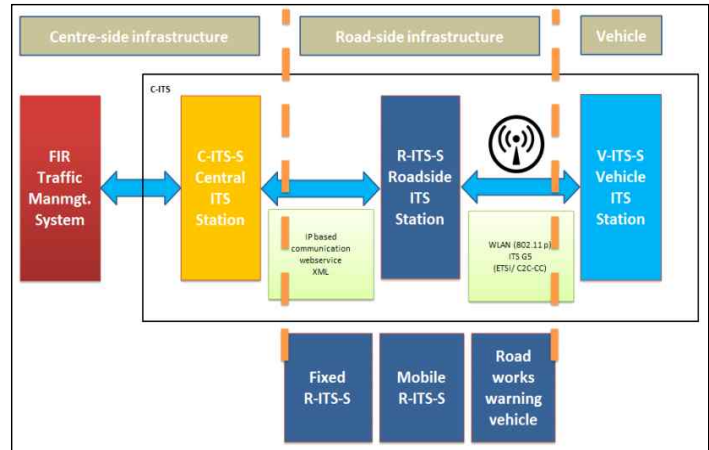 Centre-side infrastructure
Road-side infrastructure
Vehicle
C-ITS
FIR
Traffic
Manmgt.
System
C-ITS-S
Central
ITS
Station
R-ITS-S
Roadside
ITS
Station
V-ITS-S
Vehicle
ITS
Station
IP based
communication
webservice
XML
WLAN (802.11 p)
ITS G5
(ETSI/ C2C-CC)
Fixed
R-ITS-S
Mobile
R-ITS-S
Road
works
warning
vehicle